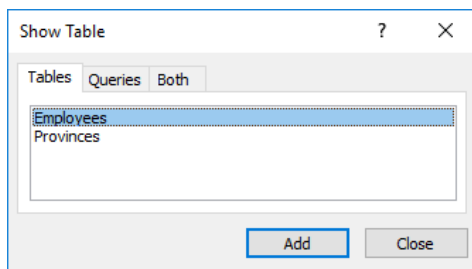 Show Table ?
Tables Queries Both
Employees
Provinces
Add Close